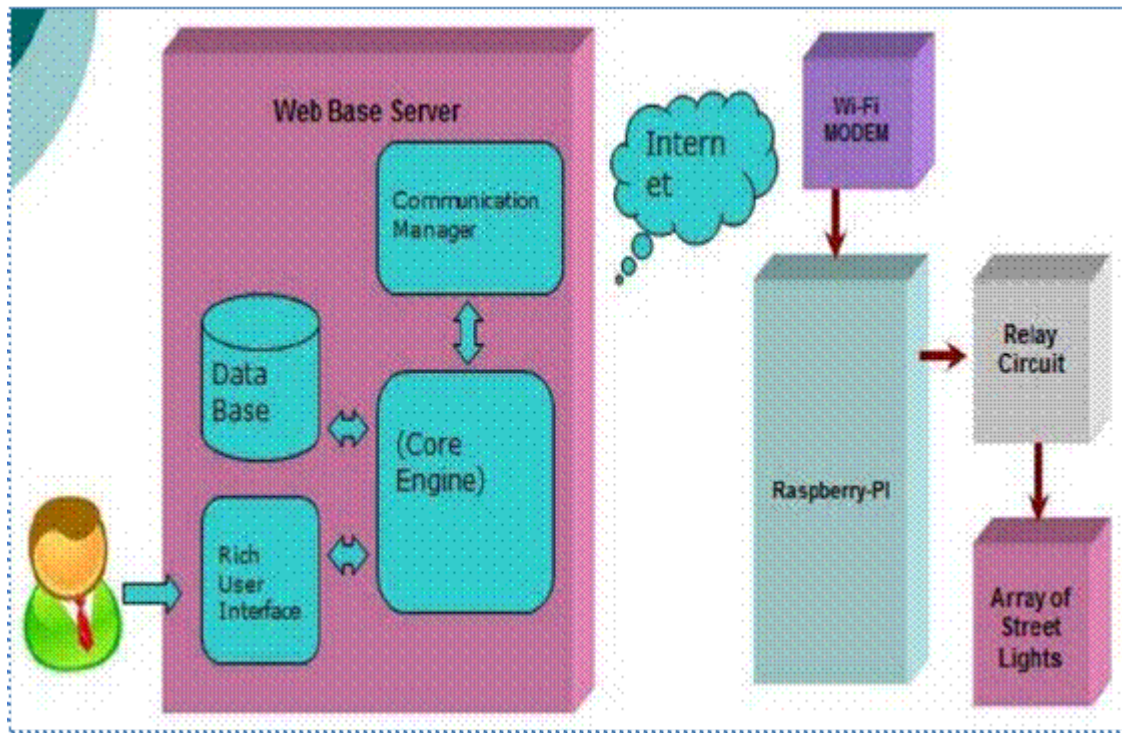 Web Base Server
Communication
Manager
Data
Base
(Core
Engine)
Rich
User
Interface
Intern
et
Wi-Fi
MODEM
Raspberry-PI
Relay
Circuit
Array of
Street
Lights